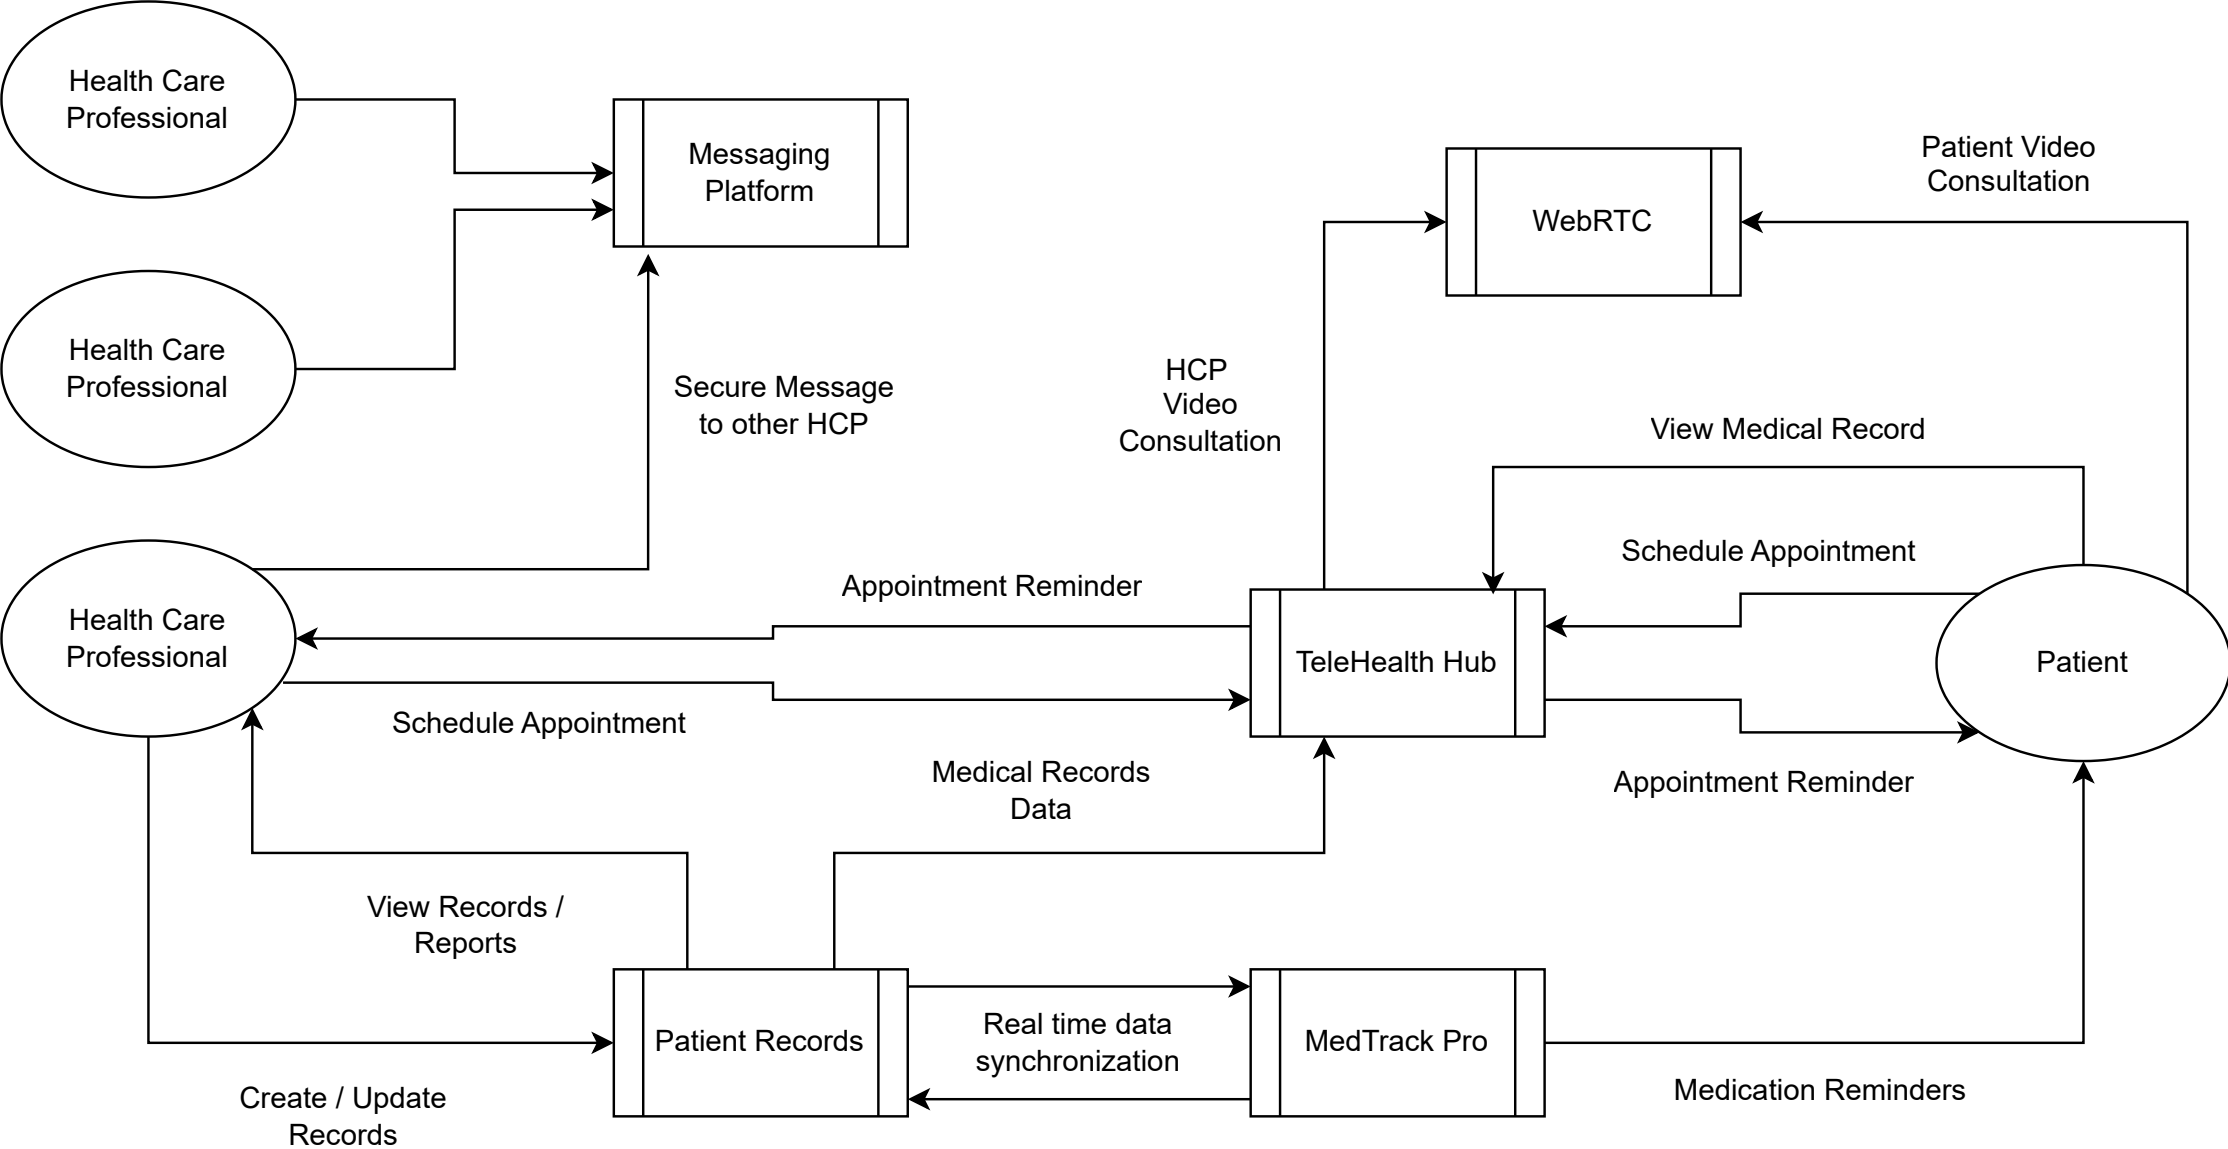 Health Care
Professional
Messaging
Platform
Patient Video
Consultation
WebRTC
Health Care
Professional
Secure Message
to other HCP
HCP
Video
Consultation
View Medical Record
Schedule Appointment
Appointment Reminder
Health Care
Professional
TeleHealth Hub
Patient
Schedule Appointment
Medical Records
Data
Appointment Reminder
View Records /
Reports
Patient Records
Real time data
synchronization
MedTrack Pro
Medication Reminders
Create / Update
Records